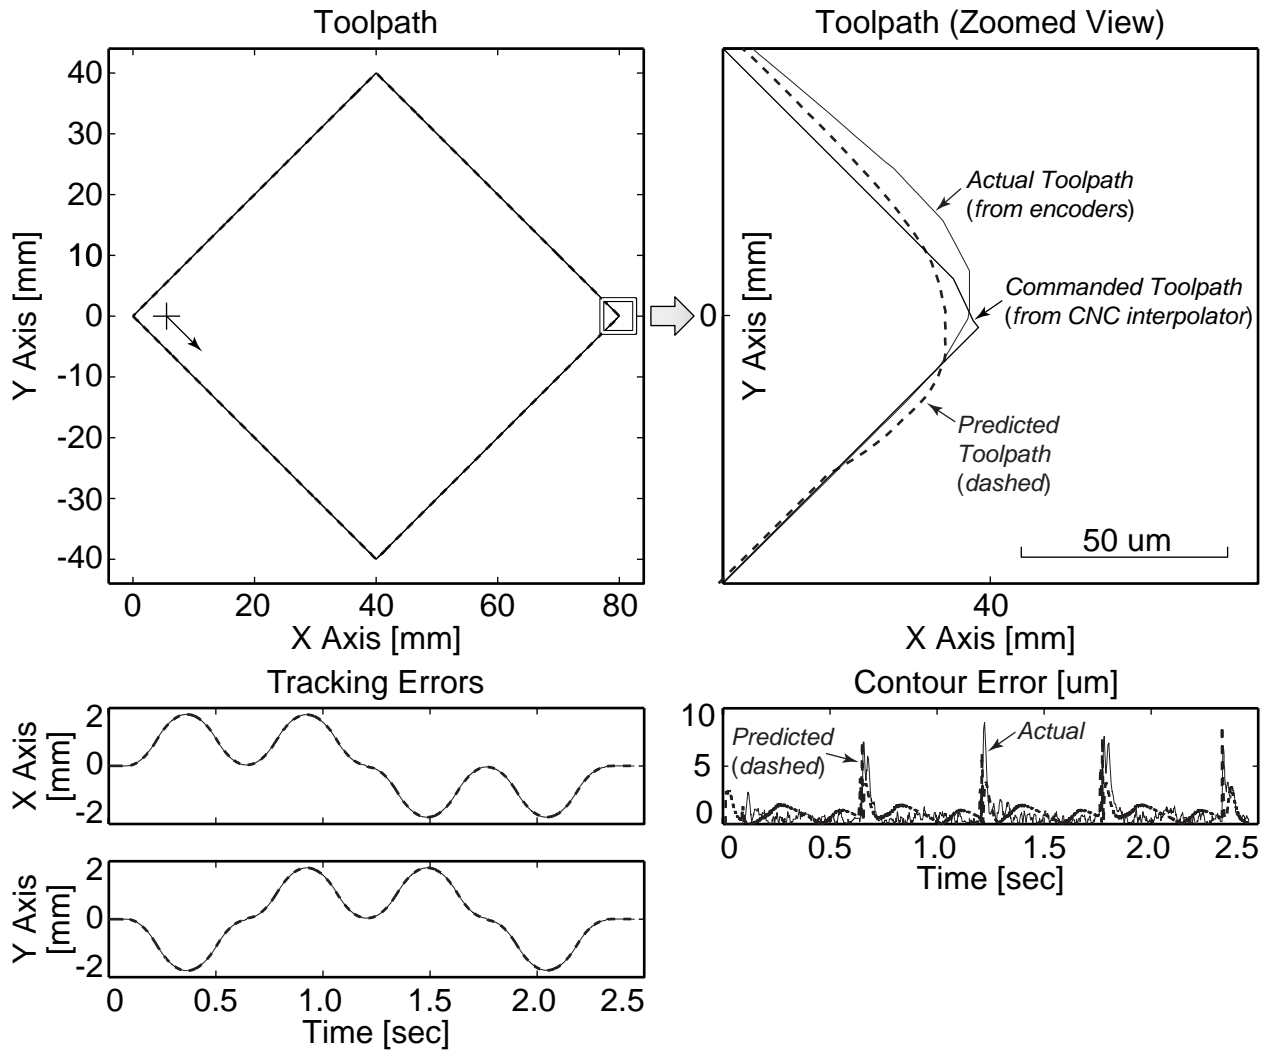 Toolpath
40
30
20
10
0
-10
-20
-30
-40
Y Axis [mm]
0
20
40
60
80
X Axis [mm]
Toolpath (Zoomed View)
Actual Toolpath
(from encoders)
Commanded Toolpath
(from CNC interpolator)
Predicted
Toolpath
(dashed)
50 um
0
Y Axis [mm]
40
X Axis [mm]
Tracking Errors
2
0
-2
X Axis
[mm]
2
0
-2
Y Axis
[mm]
0
0.5
1.0
1.5
2.0
2.5
Time [sec]
Contour Error [um]
10
5
0
Predicted
(dashed)
Actual
0
0.5
1.0
1.5
2.0
2.5
Time [sec]